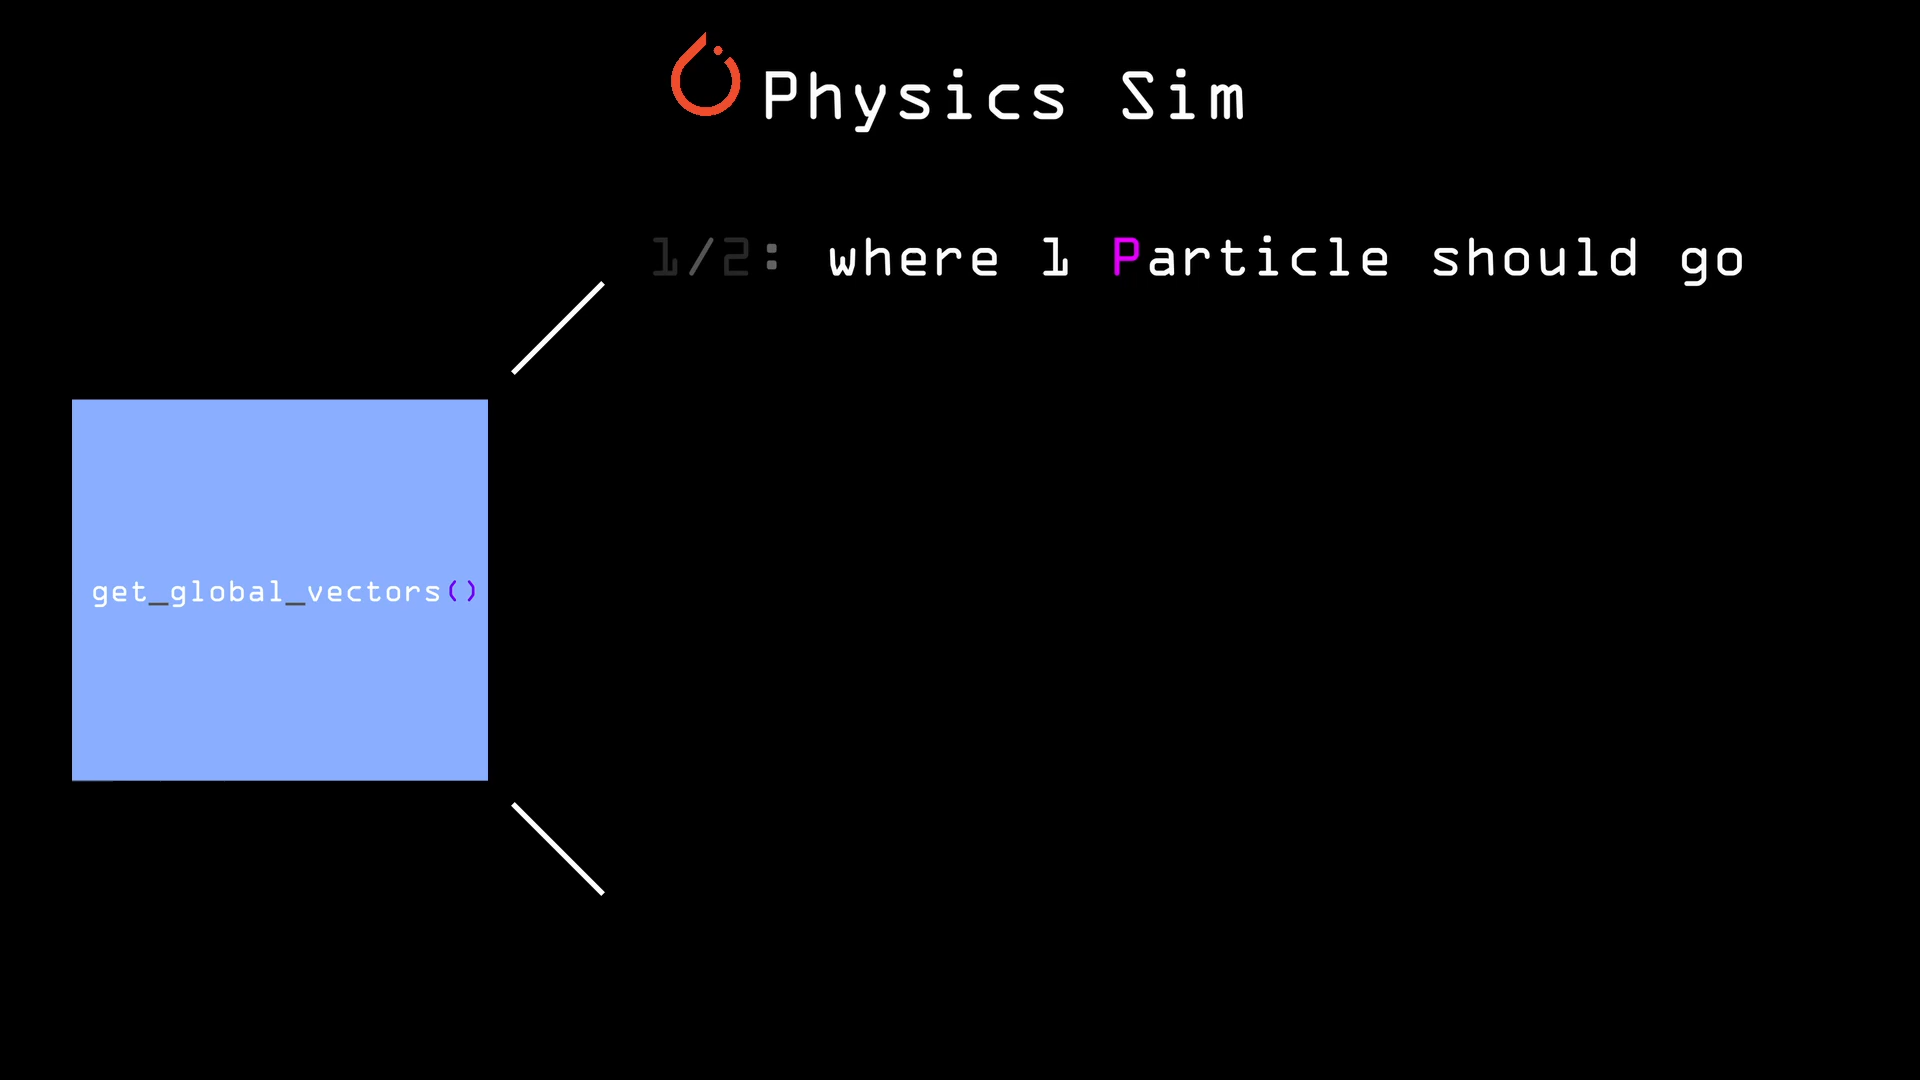 Physics Sim
1/2: where 1 Particle should go
get_global_vectors()